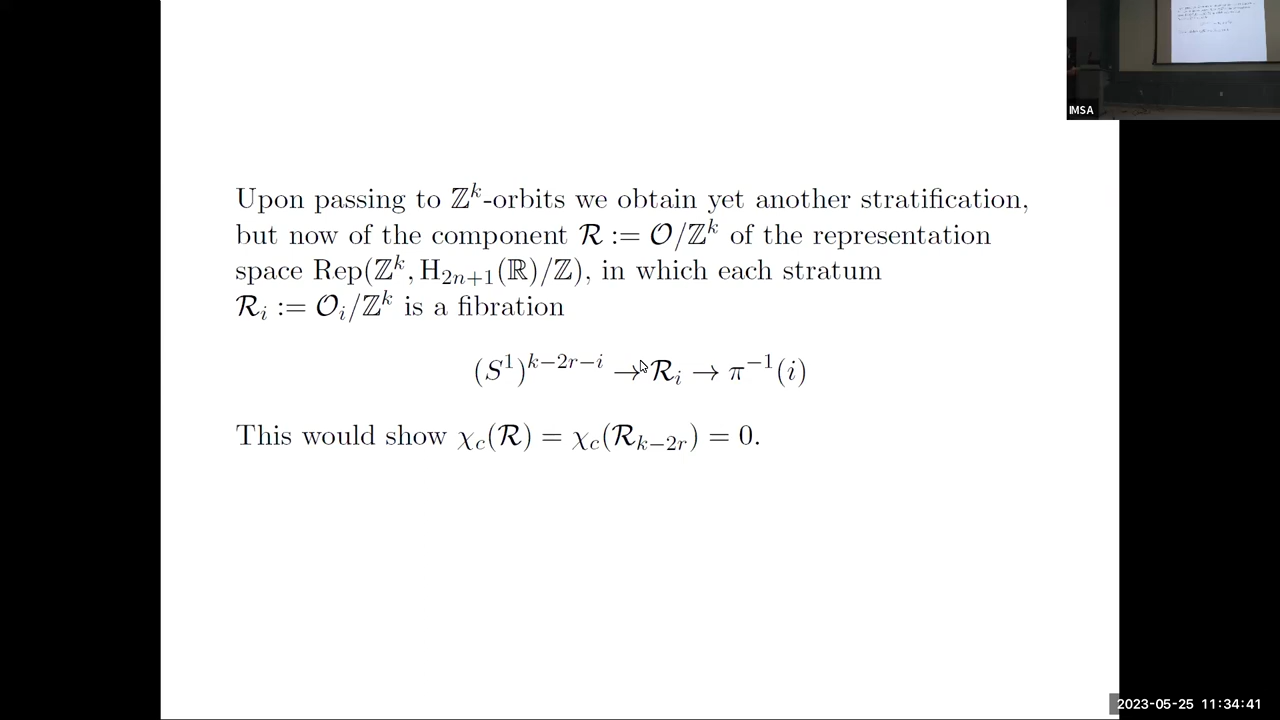 IMSA
Upon passing to ℤ^k-orbits we obtain yet another stratification,
but now of the component 𝓡 := 𝒪/ℤ^k of the representation
space Rep(ℤ^k, H_{2n+1}(ℝ)/ℤ), in which each stratum
𝓡_i := 𝒪_i/ℤ^k is a fibration
(S^1)^{k−2r−i} → 𝓡_i → π^{−1}(i)
This would show χ_c(𝓡) = χ_c(𝓡_{k−2r}) = 0.
2023-05-25 11:34:41